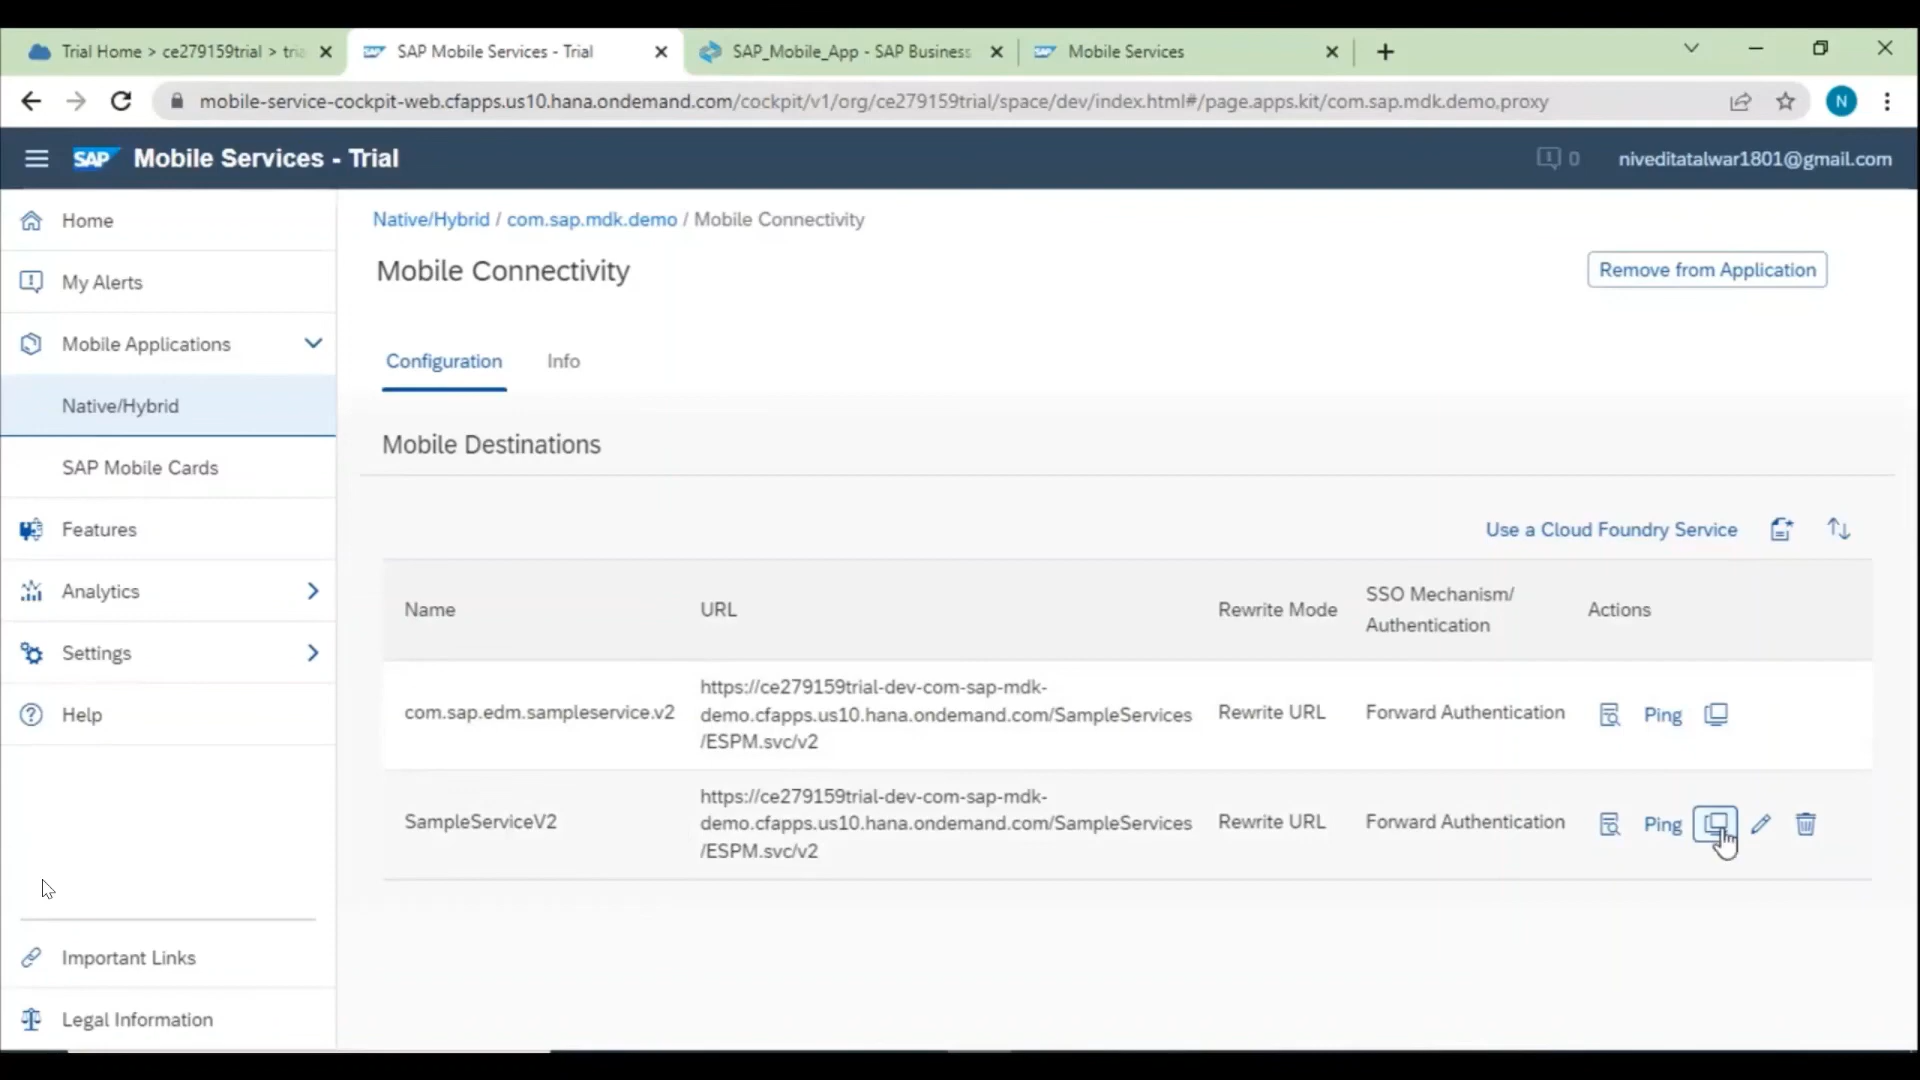 Trial Home > ce279159trial > tria
SAP Mobile Services - Trial
SAP_Mobile_App - SAP Business
Mobile Services
mobile-service-cockpit-web.cfapps.us10.hana.ondemand.com/cockpit/v1/org/ce279159trial/space/dev/index.html#/page.apps.kit/com.sap.mdk.demo,proxy
N
SAP Mobile Services - Trial
0
niveditatalwar1801@gmail.com
Home
My Alerts
Mobile Applications
Native/Hybrid
SAP Mobile Cards
Features
Analytics
Settings
Help
Important Links
Legal Information
Native/Hybrid / com.sap.mdk.demo / Mobile Connectivity
Mobile Connectivity
Remove from Application
Configuration
Info
Mobile Destinations
Use a Cloud Foundry Service
Name
URL
Rewrite Mode
SSO Mechanism/
Authentication
Actions
com.sap.edm.sampleservice.v2
https://ce279159trial-dev-com-sap-mdk-
demo.cfapps.us10.hana.ondemand.com/SampleServices
/ESPM.svc/v2
Rewrite URL
Forward Authentication
Ping
SampleServiceV2
https://ce279159trial-dev-com-sap-mdk-
demo.cfapps.us10.hana.ondemand.com/SampleServices
/ESPM.svc/v2
Rewrite URL
Forward Authentication
Ping